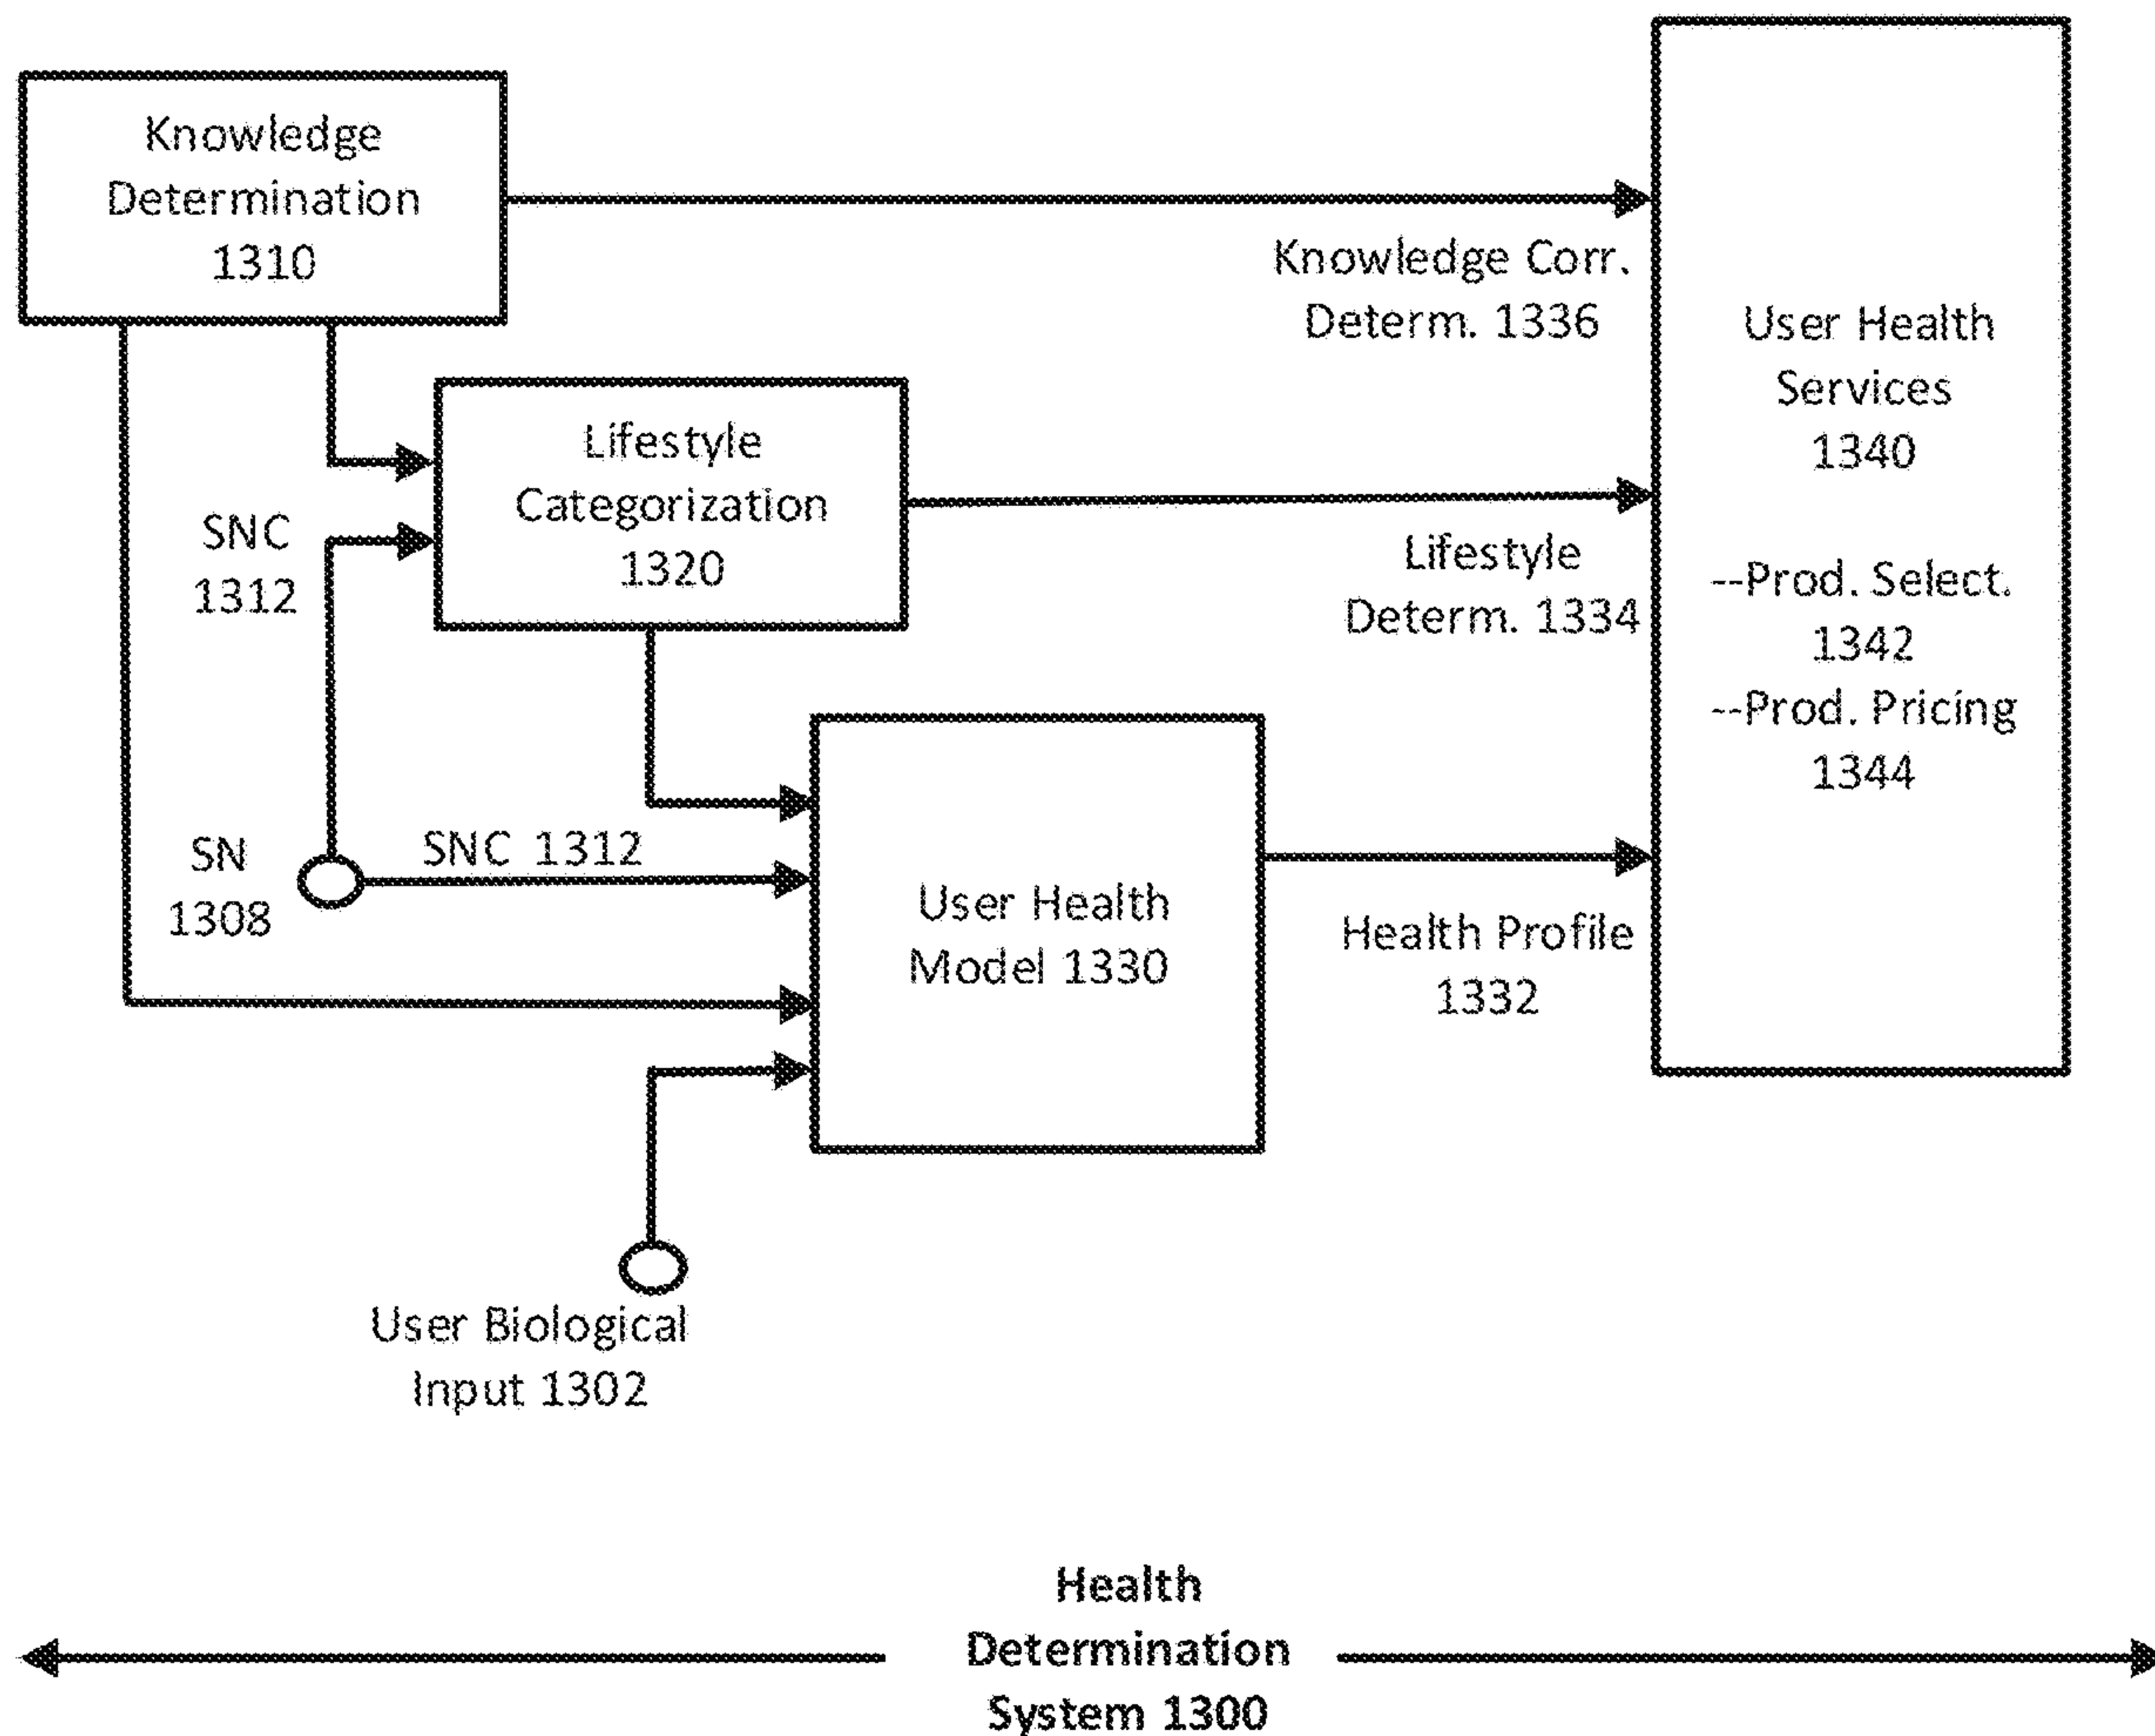 Knowledge
Determination
1310
Knowledge Corr.
Determ. 1336
User Health
Services
1340
--Prod. Select.
1342
--Prod. Pricing
1344
Lifestyle
Categorization
1320
SNC
1312
Lifestyle
Determ. 1334
SN
1308
SNC 1312
User Health
Model 1330
Health Profile
1332
User Biological
Input 1302
Health
Determination
System 1300